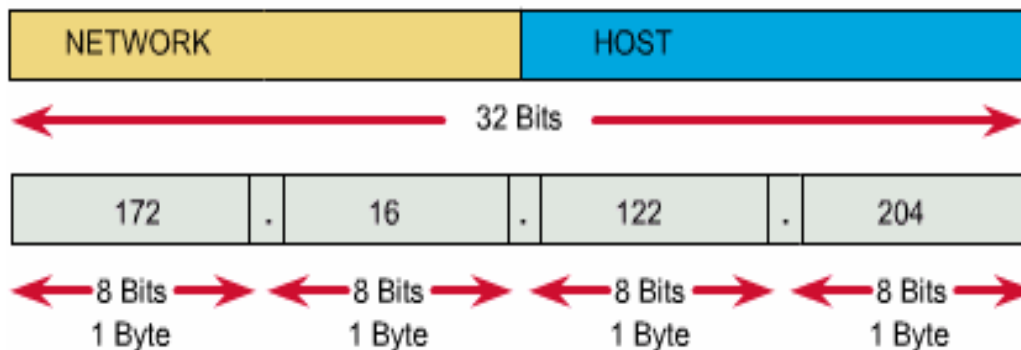 NETWORK HOST
32 Bits
172 . 16 . 122 . 204
8 Bits 8 Bits 8 Bits 8 Bits
1 Byte 1 Byte 1 Byte 1 Byte